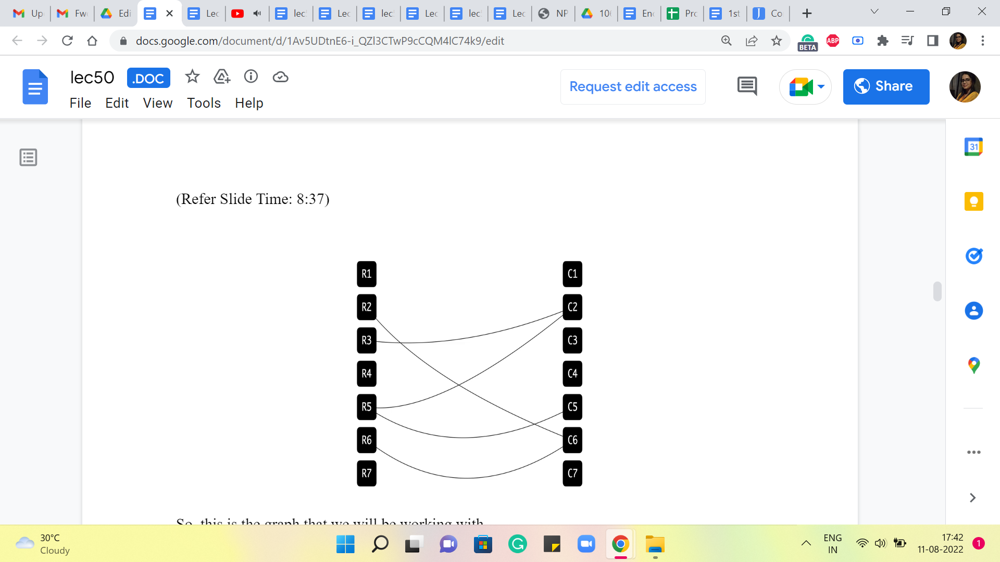 Up
Fw
Edi
Lec
lec
Lec
lec
Lec
lec
Lec
NP
10
En
Pro
1st
Co
docs.google.com/document/d/1Av5UDtnE6-i_QZl3CTwP9cCQM4lC74k9/edit
BETA
ABP
lec50
.DOC
File Edit View Tools Help
Request edit access
Share
31
(Refer Slide Time: 8:37)
R1 C1
R2 C2
R3 C3
R4 C4
R5 C5
R6 C6
R7 C7
So, this is the graph that we will be working with
30°C
Cloudy
ENG
IN
17:42
11-08-2022
1